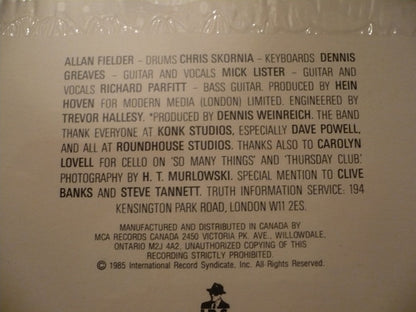 ALLAN FIELDER – DRUMS CHRIS SKORNIA – KEYBOARDS DENNIS
GREAVES – GUITAR AND VOCALS MICK LISTER – GUITAR AND
VOCALS RICHARD PARFITT – BASS GUITAR. PRODUCED BY HEIN
HOVEN FOR MODERN MEDIA (LONDON) LIMITED. ENGINEERED BY
TREVOR HALLESY. *PRODUCED BY DENNIS WEINREICH. THE BAND
THANK EVERYONE AT KONK STUDIOS, ESPECIALLY DAVE POWELL,
AND ALL AT ROUNDHOUSE STUDIOS. THANKS ALSO TO CAROLYN
LOVELL FOR CELLO ON 'SO MANY THINGS' AND 'THURSDAY CLUB'.
PHOTOGRAPHY BY H. T. MURLOWSKI. SPECIAL MENTION TO CLIVE
BANKS AND STEVE TANNETT. TRUTH INFORMATION SERVICE: 194
KENSINGTON PARK ROAD, LONDON W11 2ES.
MANUFACTURED AND DISTRIBUTED IN CANADA BY
MCA RECORDS CANADA 2450 VICTORIA PK. AVE., WILLOWDALE,
ONTARIO M2J 4A2, UNAUTHORIZED COPYING OF THIS
RECORDING STRICTLY PROHIBITED.
© 1985 International Record Syndicate, Inc. All Rights Reserved.